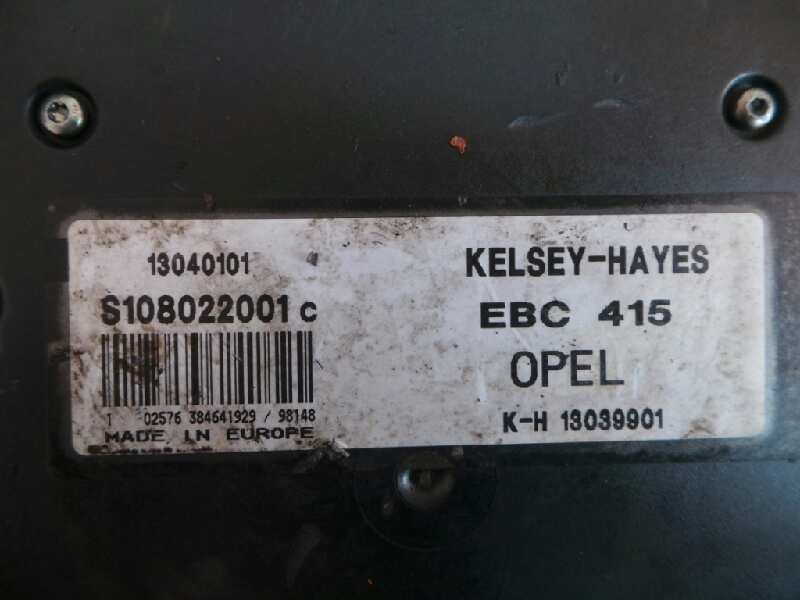 13040101
S108022001 C
1 02576 384641929 / 98148
MADE IN EUROPE
KELSEY-HAYES
EBC 415
OPEL
K-H 13039901